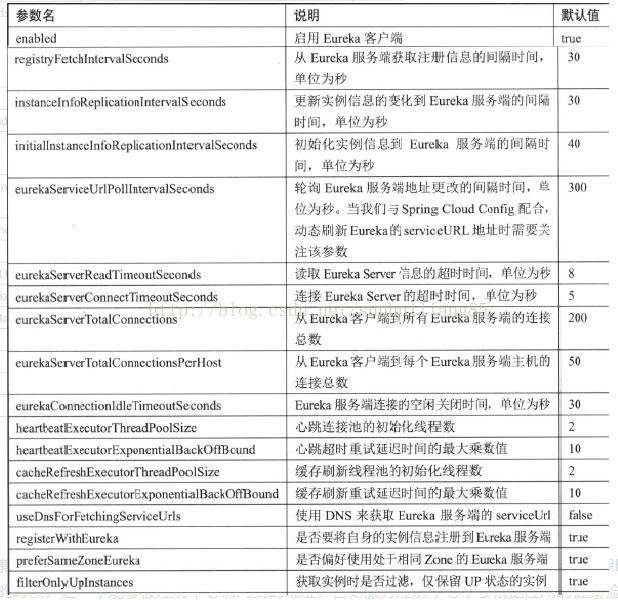 参数名 说明 默认值
enabled 启用 Eureka 客户端 true
registryFetchIntervalSeconds 从 Eureka 服务端获取注册信息的间隔时间， 30
单位为秒
instanceInfoReplicationIntervalSeconds 更新实例信息的变化到 Eureka 服务端的间隔 30
时间，单位为秒
initialInstanceInfoReplicationIntervalSeconds 初始化实例信息到 Eureka 服务端的间隔时 40
间，单位为秒
eurekaServiceUrlPollIntervalSeconds 轮询 Eureka 服务端地址更改的间隔时间，单 300
位为秒。当我们与 Spring Cloud Config 配合，
动态刷新 Eureka 的 serviceURL 地址时需要关
注该参数
eurekaServerReadTimeoutSeconds 读取 Eureka Server 信息的超时时间，单位为秒 8
eurekaServerConnectTimeoutSeconds 连接 Eureka Server 的超时时间，单位为秒 5
eurekaServerTotalConnections 从 Eureka 客户端到所有 Eureka 服务端的连接 200
总数
eurekaServerTotalConnectionsPerHost 从 Eureka 客户端到每个 Eureka 服务端主机的 50
连接总数
eurekaConnectionIdleTimeoutSeconds Eureka 服务端连接的空闲关闭时间，单位为秒 30
heartbeatExecutorThreadPoolSize 心跳连接池的初始化线程数 2
heartbeatExecutorExponentialBackOffBound 心跳超时重试延迟时间的最大乘数值 10
cacheRefreshExecutorThreadPoolSize 缓存刷新线程池的初始化线程数 2
cacheRefreshExecutorExponentialBackOffBound 缓存刷新重试延迟时间的最大乘数值 10
useDnsForFetchingServiceUrls 使用 DNS 来获取 Eureka 服务端的 serviceUrl false
registerWithEureka 是否要将自身的实例信息注册到 Eureka 服务端 true
preferSameZoneEureka 是否偏好使用处于相同 Zone 的 Eureka 服务端 true
filterOnlyUpInstances 获取实例时是否过滤，仅保留 UP 状态的实例 true